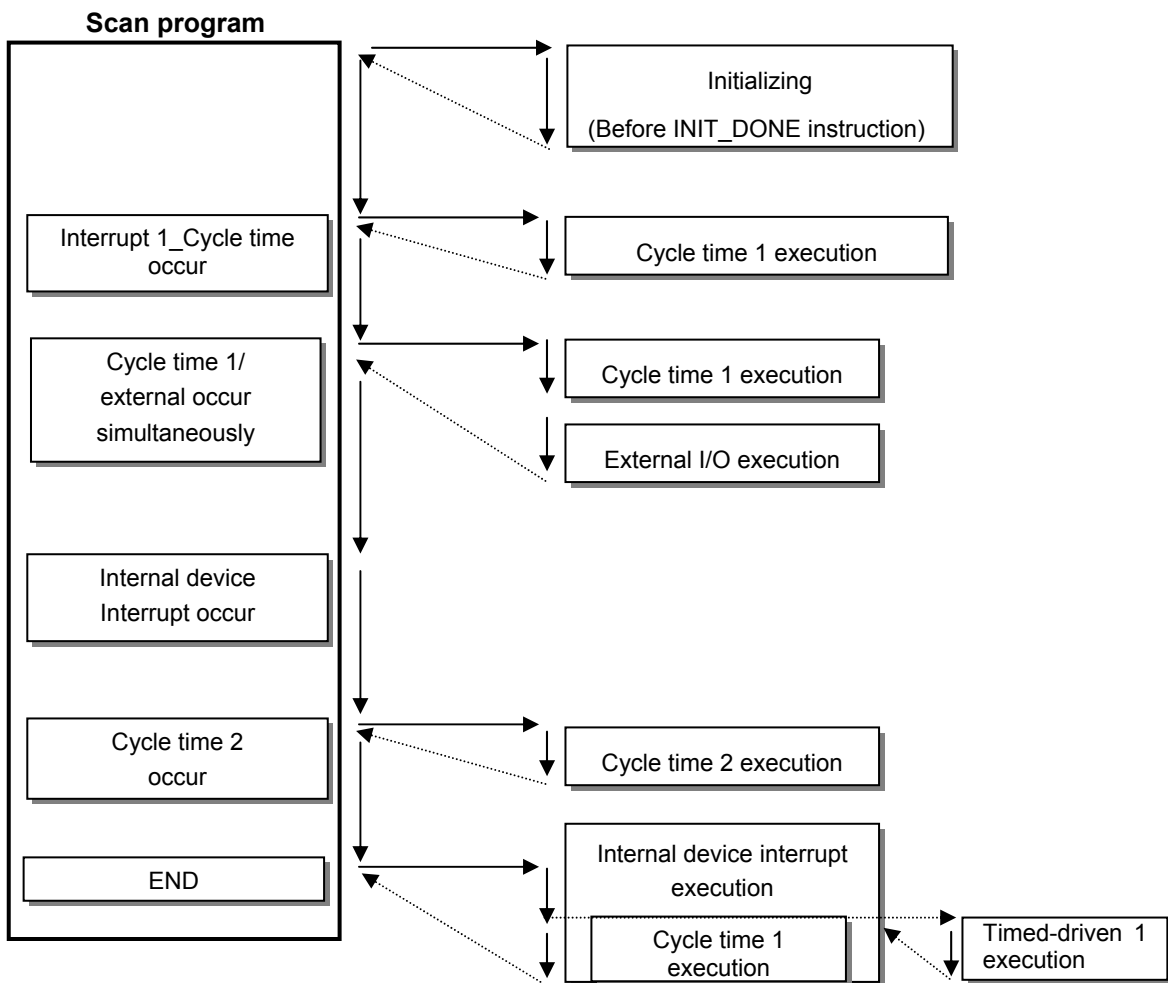 Scan program
Initializing
(Before INIT_DONE instruction)
Interrupt 1_Cycle time
occur
Cycle time 1 execution
Cycle time 1/
external occur
simultaneously
Cycle time 1 execution
External I/O execution
Internal device
Interrupt occur
Cycle time 2
occur
Cycle time 2 execution
END
Internal device interrupt
execution
Cycle time 1
execution
Timed-driven 1
execution